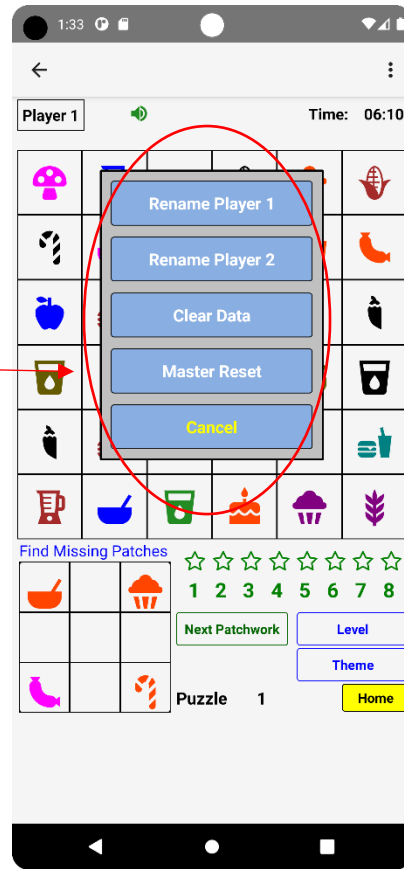 1:33
Player 1 Time: 06:10
Rename Player 1
Rename Player 2
Clear Data
Master Reset
Cancel
Find Missing Patches
1 2 3 4 5 6 7 8
Next Patchwork Level
Theme
Puzzle 1 Home